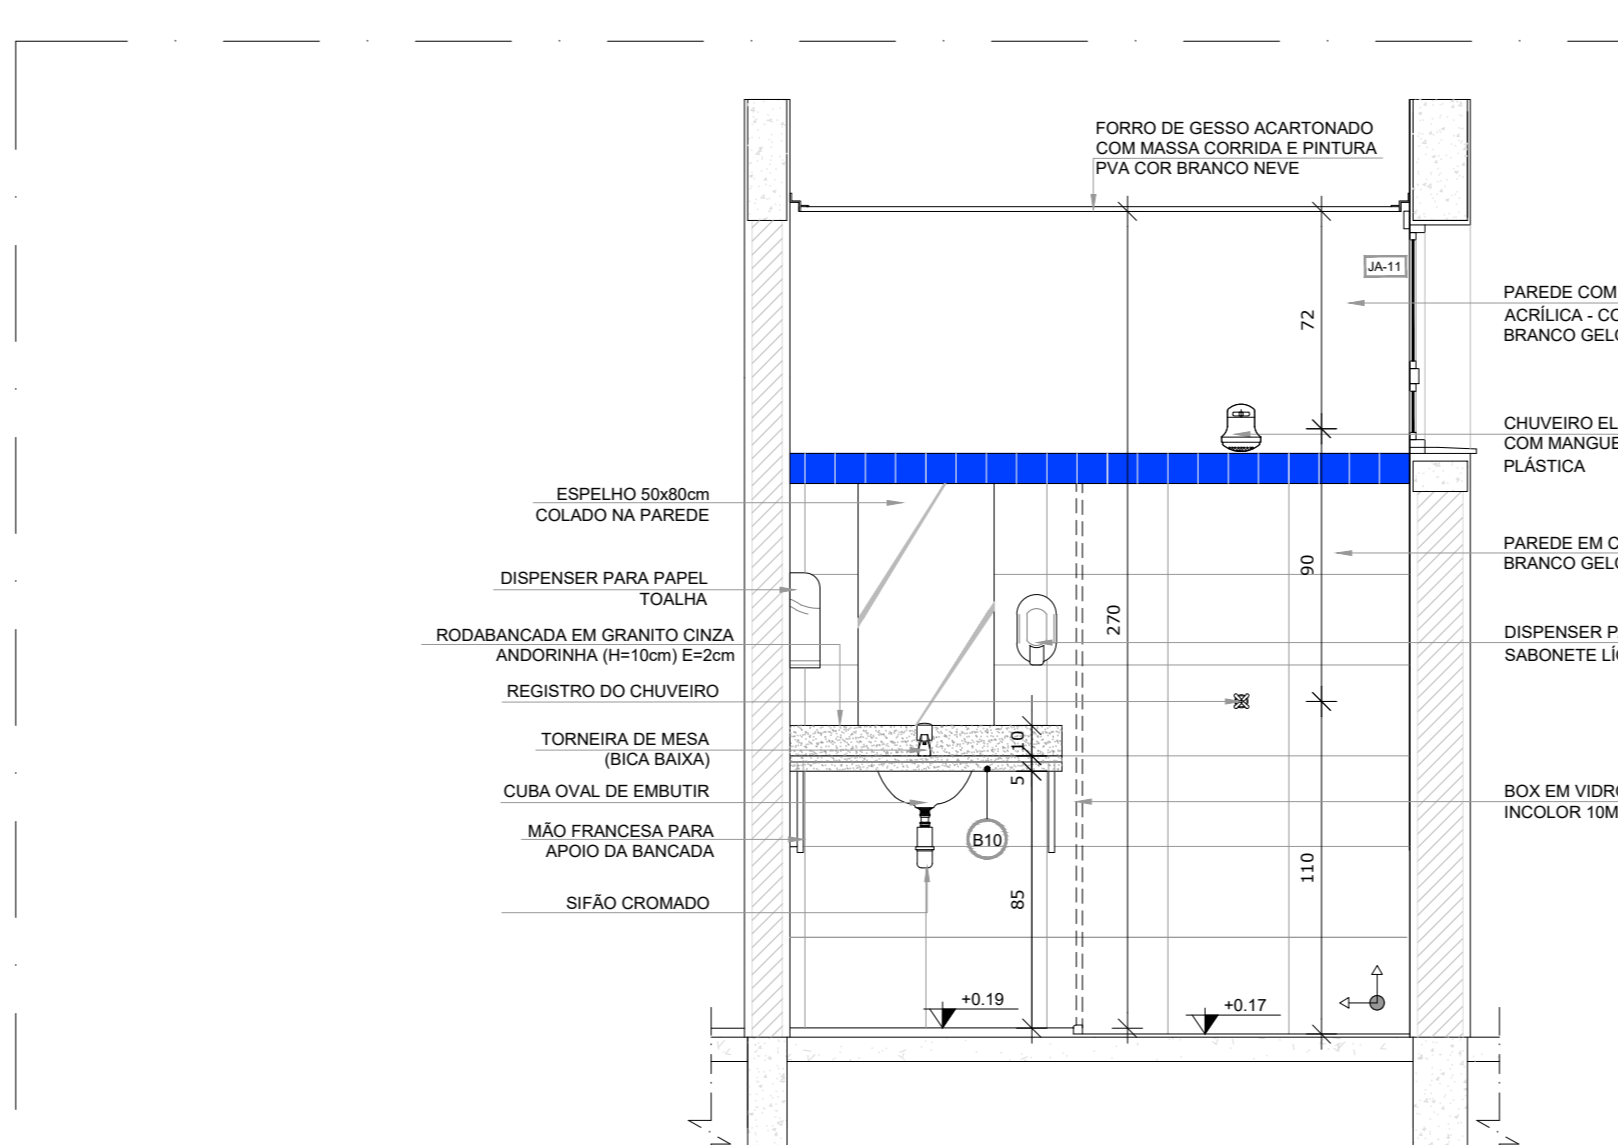 FORRO DE GESSO ACARTONADO
COM MASSA CORRIDA E PINTURA
PVA COR BRANCO NEVE
JA-11
72
PAREDE COM
ACRÍLICA - CO
BRANCO GELO
CHUVEIRO EL
COM MANGUE
PLÁSTICA
ESPELHO 50x80cm
COLADO NA PAREDE
PAREDE EM C
BRANCO GELO
90
DISPENSER PARA PAPEL
TOALHA
270
RODABANCADA EM GRANITO CINZA
ANDORINHA (H=10cm) E=2cm
DISPENSER PA
SABONETE LÍQ
REGISTRO DO CHUVEIRO
TORNEIRA DE MESA
(BICA BAIXA)
10
5
CUBA OVAL DE EMBUTIR
BOX EM VIDRO
INCOLOR 10M
MÃO FRANCESA PARA
APOIO DA BANCADA
B10
110
85
SIFÃO CROMADO
+0.19
+0.17